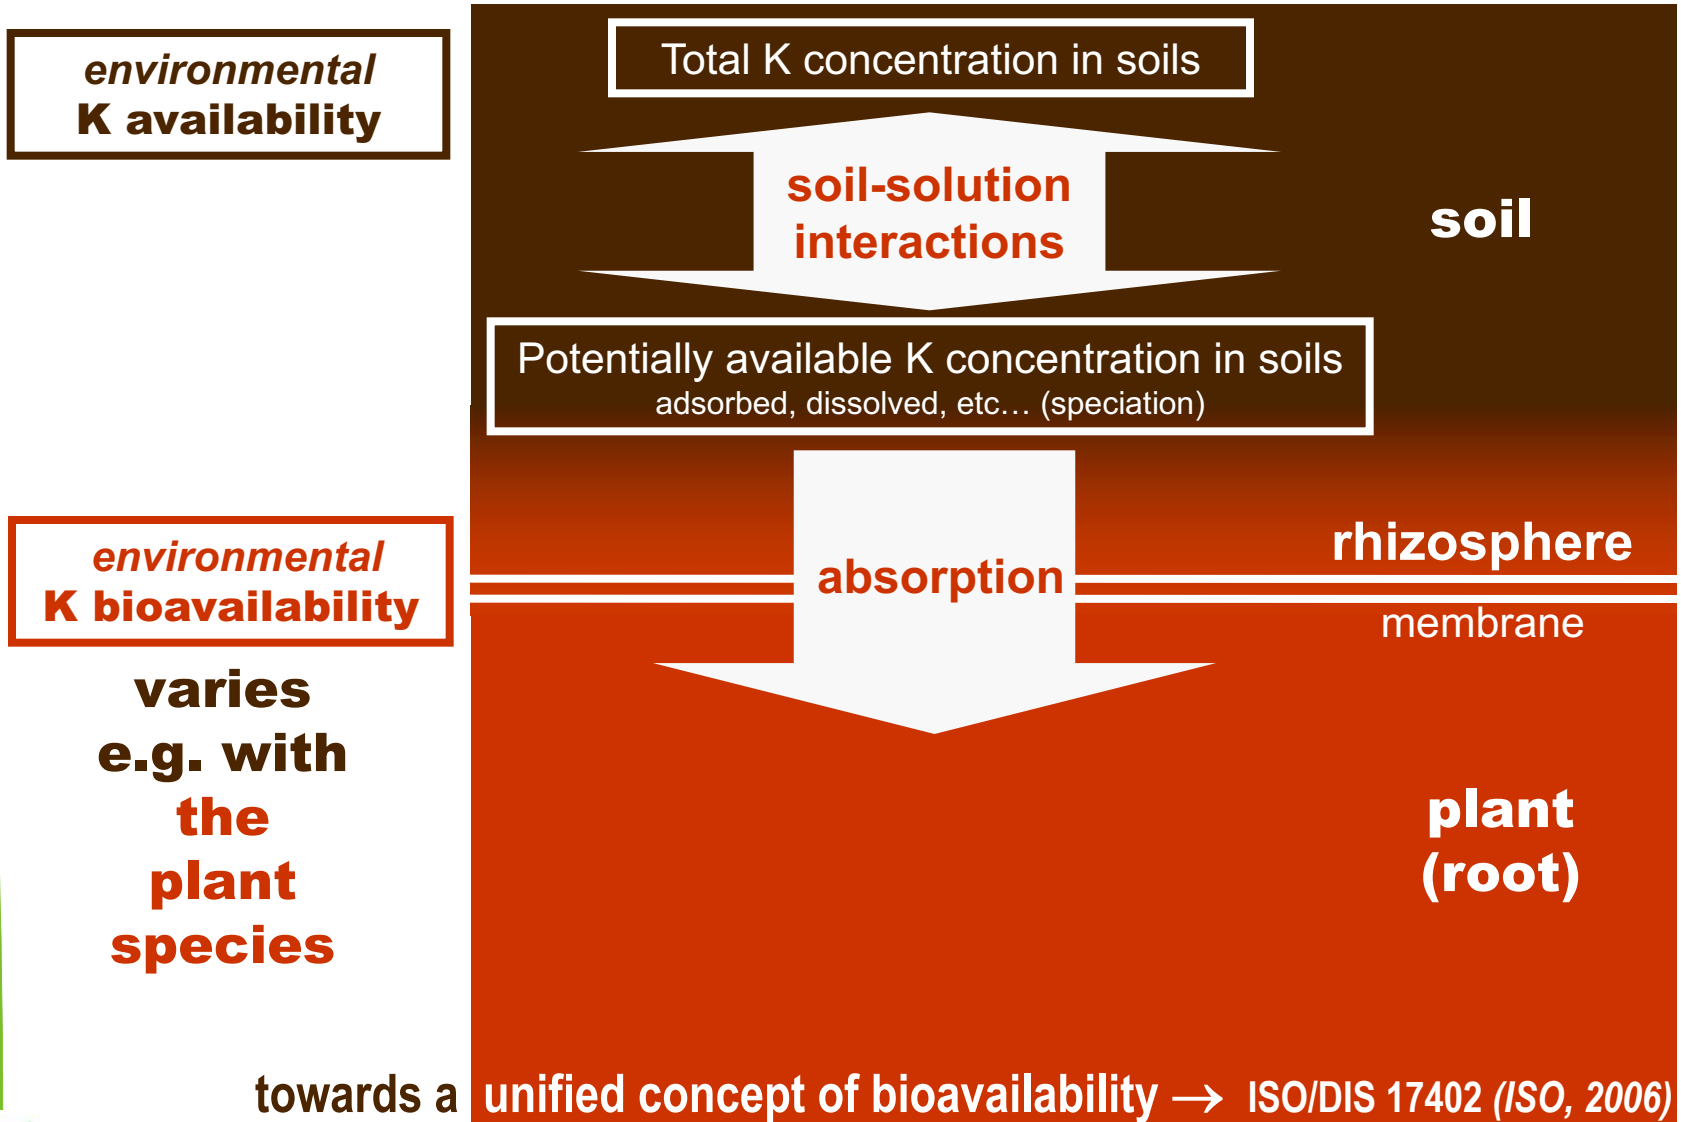 environmental
K availability
Total K concentration in soils
soil-solution
interactions
soil
Potentially available K concentration in soils
adsorbed, dissolved, etc… (speciation)
environmental
K bioavailability
absorption
rhizosphere
membrane
varies
e.g. with
the
plant
species
plant
(root)
towards a unified concept of bioavailability → ISO/DIS 17402 (ISO, 2006)